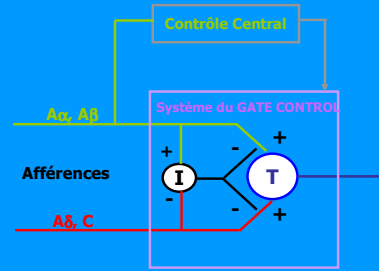 Contrôle Central
Système du GATE CONTROL
Aα, Aβ
+
-
+
Afférences
I
T
-
-
+
Aδ, C